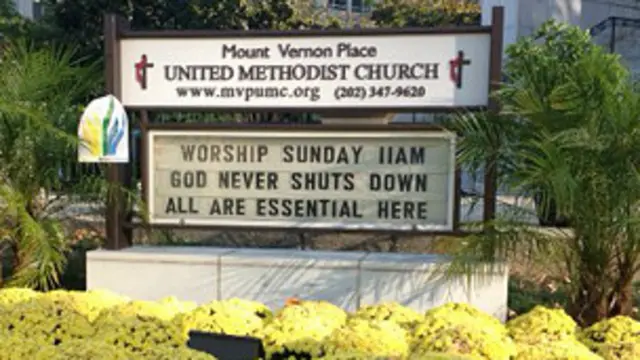 Mount Vernon Place
UNITED METHODIST CHURCH
www.mvpumc.org (202) 347-9620
WORSHIP SUNDAY 11AM
GOD NEVER SHUTS DOWN
ALL ARE ESSENTIAL HERE